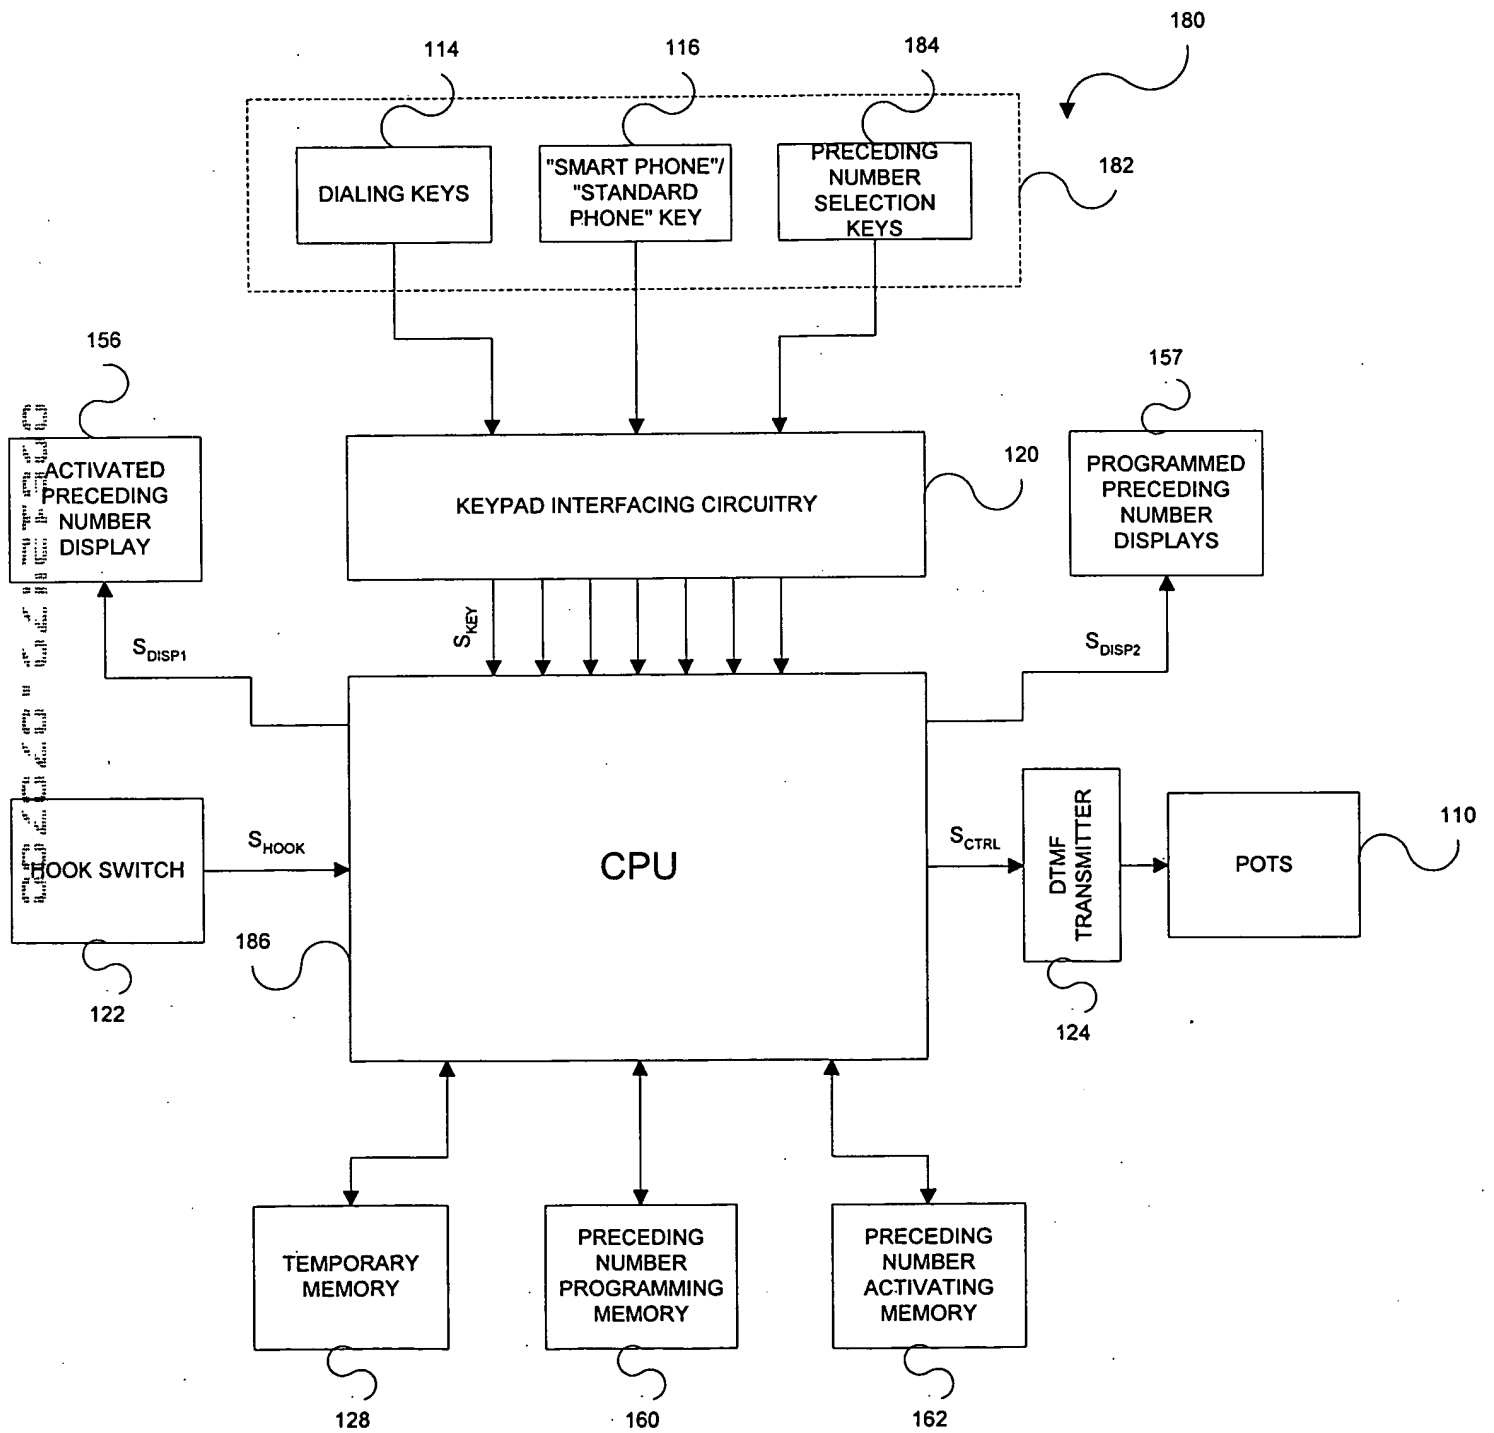 180
114
116
184
182
DIALING KEYS
"SMART PHONE"/
"STANDARD
PHONE" KEY
PRECEDING
NUMBER
SELECTION
KEYS
156
157
120
ACTIVATED
PRECEDING
NUMBER
DISPLAY
KEYPAD INTERFACING CIRCUITRY
PROGRAMMED
PRECEDING
NUMBER
DISPLAYS
SDISP1
SKEY
SDISP2
HOOK SWITCH
SHOOK
CPU
SCTRL
DTMF
TRANSMITTER
POTS
110
186
122
124
TEMPORARY
MEMORY
PRECEDING
NUMBER
PROGRAMMING
MEMORY
PRECEDING
NUMBER
ACTIVATING
MEMORY
128
160
162